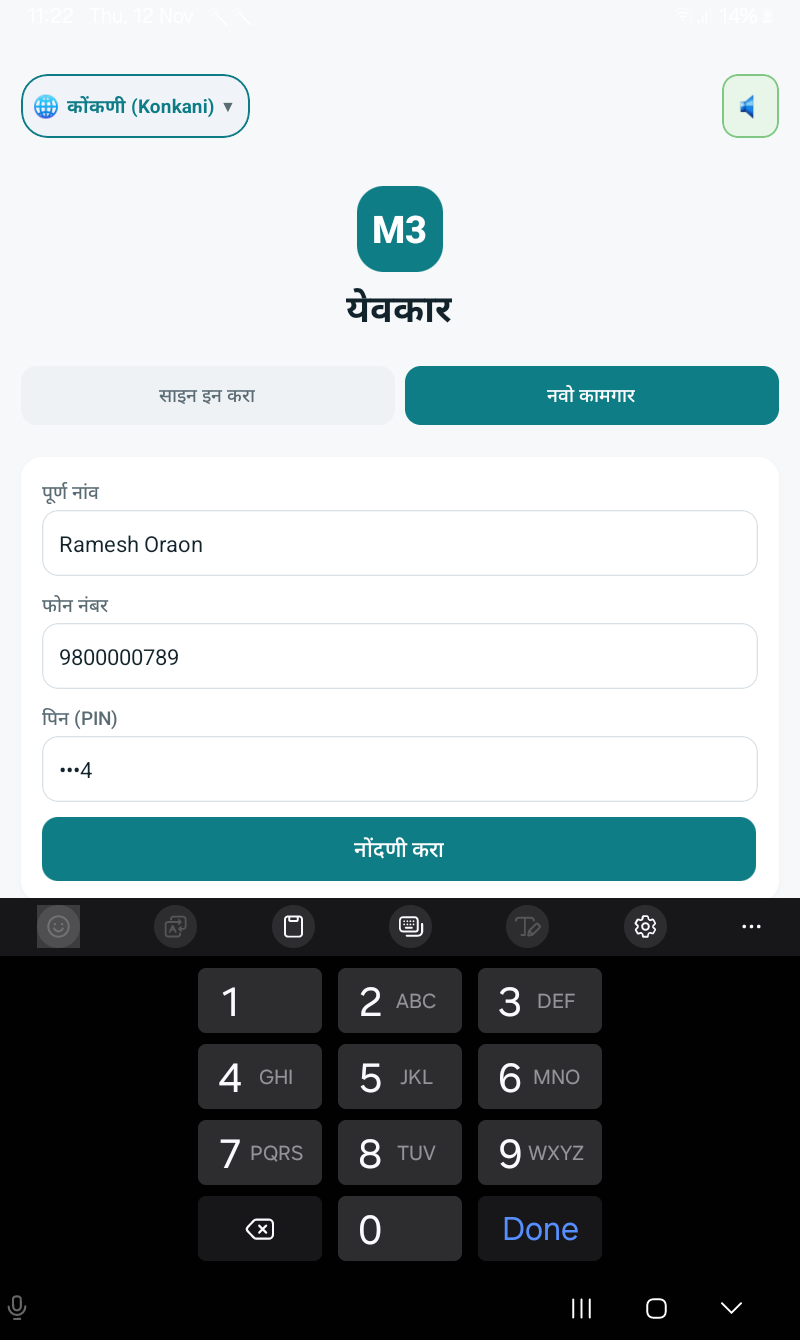 11:22 Thu, 12 Nov 14%
कोंकणी (Konkani) ▼
M3
येवकार
साइन इन करा
नवो कामगार
पूर्ण नांव
Ramesh Oraon
फोन नंबर
9800000789
पिन (PIN)
•••4
नोंदणी करा
1 2 ABC 3 DEF
4 GHI 5 JKL 6 MNO
7 PQRS 8 TUV 9 WXYZ
0 Done